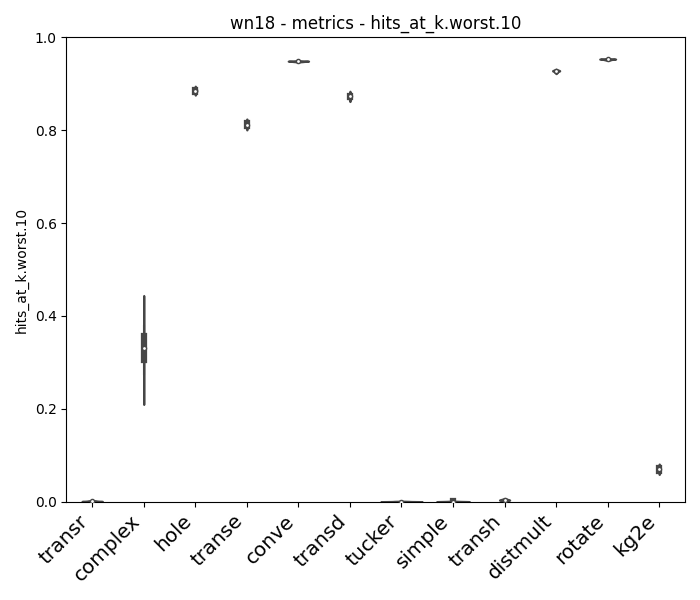 wn18 - metrics - hits_at_k.worst.10
hits_at_k.worst.10
1.0
0.8
0.6
0.4
0.2
0.0
transr
complex
hole
transe
conve
transd
tucker
simple
transh
distmult
rotate
kg2e